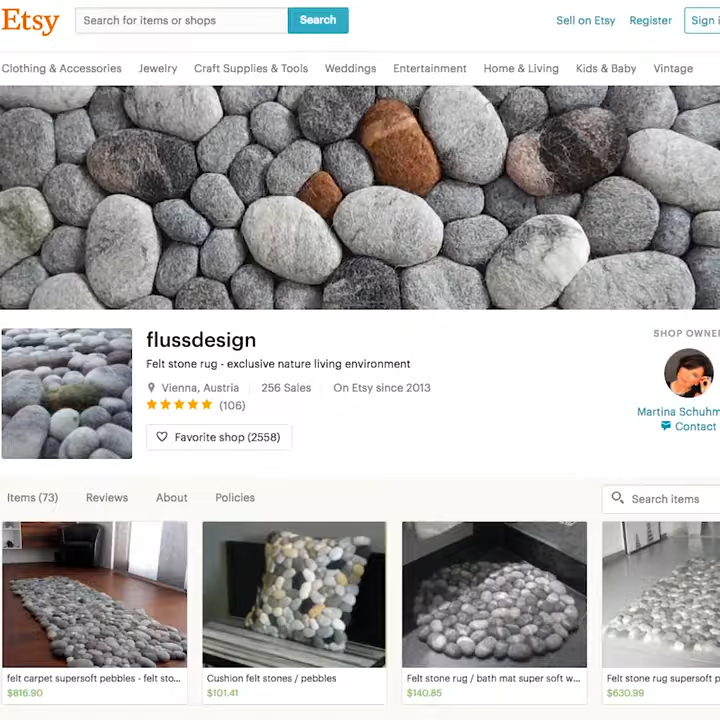 Etsy
Search for items or shops
Search
Sell on Etsy
Register
Sign i
Clothing & Accessories
Jewelry
Craft Supplies & Tools
Weddings
Entertainment
Home & Living
Kids & Baby
Vintage
flussdesign
Felt stone rug - exclusive nature living environment
Vienna, Austria
256 Sales
On Etsy since 2013
(106)
Favorite shop (2558)
SHOP OWNE
Martina Schuhm
Contact
Items (73)
Reviews
About
Policies
Search items
felt carpet supersoft pebbles - felt sto...
$816.90
Cushion felt stones / pebbles
$101.41
Felt stone rug / bath mat super soft w...
$140.85
Felt stone rug supersoft p
$630.99